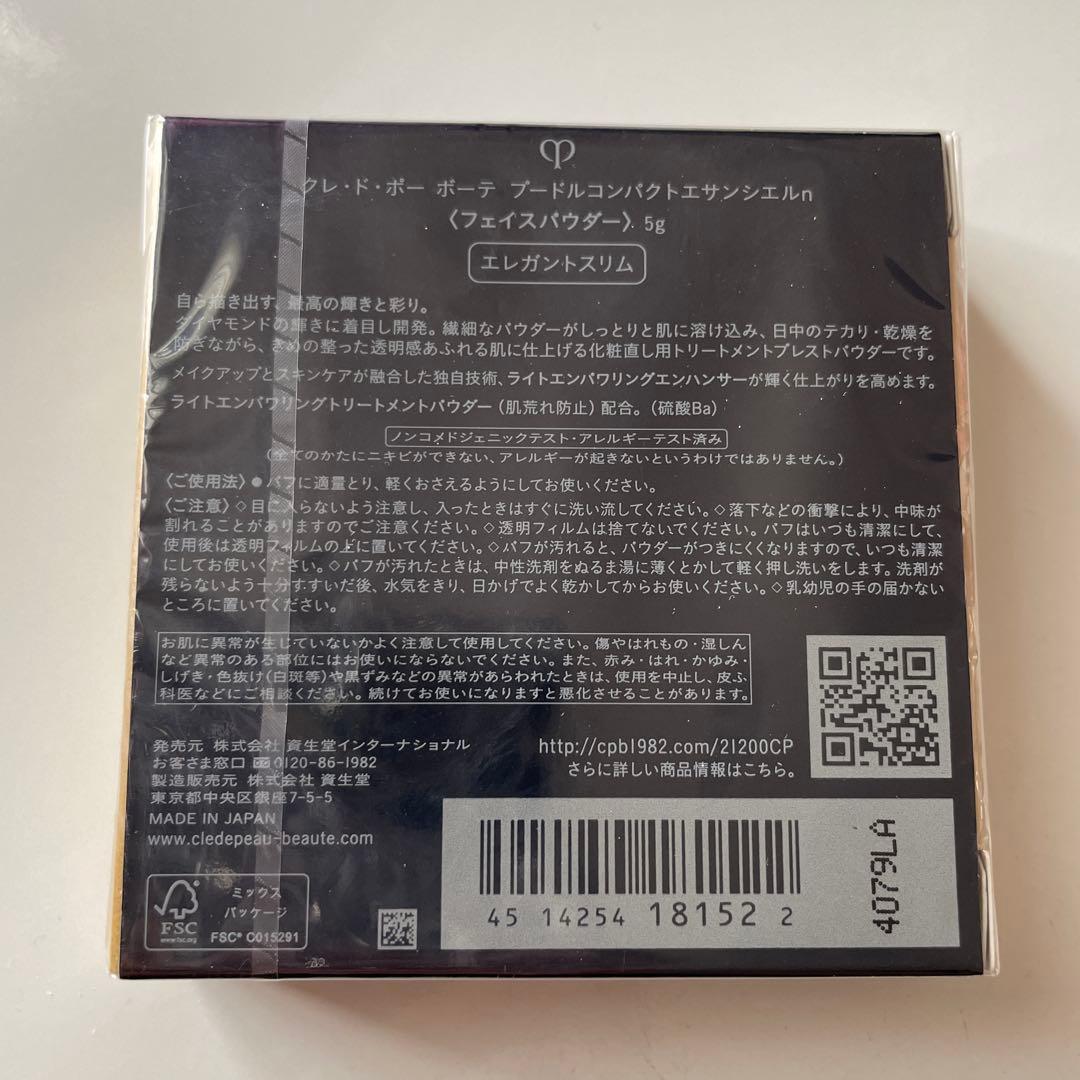 クレ・ド・ポー ボーテ プードルコンパクトエサンシエルn
〈フェイスパウダー〉 5g
エレガントスリム
自ら描き出す、最高の輝きと彩り。
ダイヤモンドの輝きに着目し開発。繊細なパウダーがしっとりと肌に溶け込み、日中のテカリ・乾燥を
防ぎながら、きめの整った透明感あふれる肌に仕上げる化粧直し用トリートメントプレストパウダーです。
メイクアップとスキンケアが融合した独自技術、ライトエンパワリングエンハンサーが輝く仕上がりを高めます。
ライトエンパワリングトリートメントパウダー(肌荒れ防止)配合。(硫酸Ba)
ノンコメドジェニックテスト・アレルギーテスト済み
(全てのかたにニキビができない、アレルギーが起きないというわけではありません。)
〈ご使用法〉●パフに適量とり、軽くおさえるようにしてお使いください。
〈ご注意〉◇目に入らないよう注意し、入ったときはすぐに洗い流してください。◇落下などの衝撃により、中味が
割れることがありますのでご注意ください。◇透明フィルムは捨てないでください。パフはいつも清潔にして、
使用後は透明フィルムの上に置いてください。◇パフが汚れると、パウダーがつきにくくなりますので、いつも清潔
にしてお使いください。◇パフが汚れたときは、中性洗剤をぬるま湯に薄くとかして軽く押し洗いをします。洗剤が
残らないよう十分すすいだ後、水気をきり、日かげでよく乾かしてからお使いください。◇乳幼児の手の届かない
ところに置いてください。
お肌に異常が生じていないかよく注意して使用してください。傷やはれもの・湿しん
など異常のある部位にはお使いにならないでください。また、赤み・はれ・かゆみ・
しげき・色抜け(白斑等)や黒ずみなどの異常があらわれたときは、使用を中止し、皮ふ
科医などにご相談ください。続けてお使いになりますと悪化させることがあります。
発売元 株式会社 資生堂インターナショナル
お客さま窓口 0120-86-1982
製造販売元 株式会社 資生堂
東京都中央区銀座7-5-5
MADE IN JAPAN
www.cledepeau-beaute.com
http://cpb1982.com/21200CP
さらに詳しい商品情報はこちら。
FSC
www.fsc.org
ミックス
パッケージ
FSC® C015291
45 14254 18152 2
4079LA